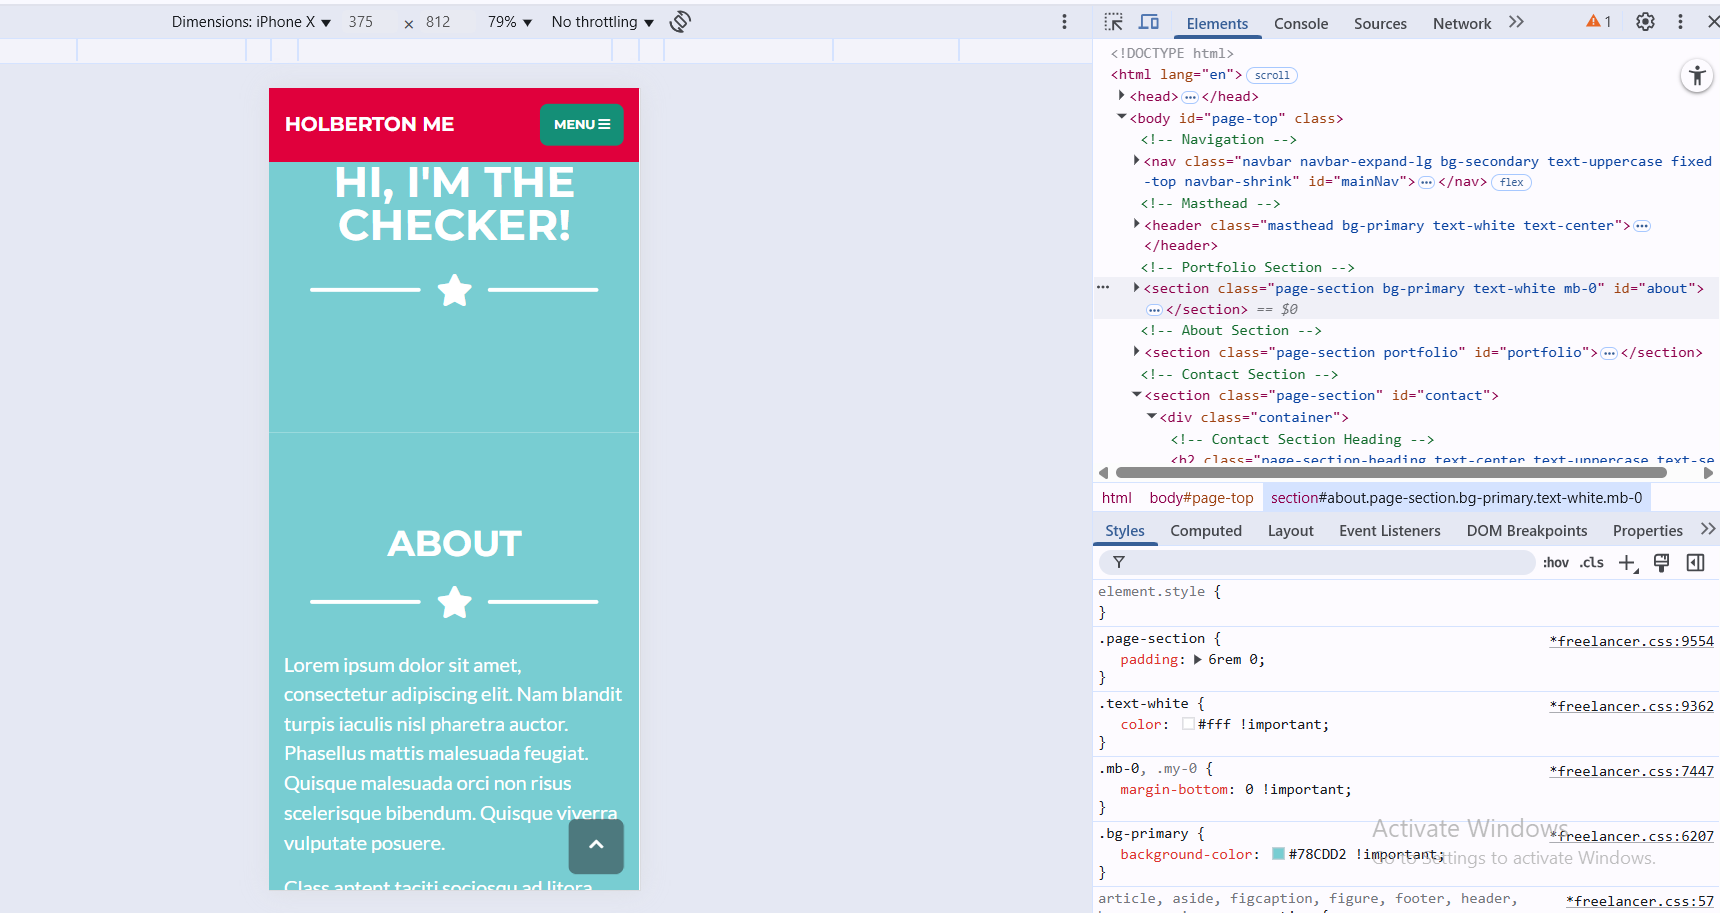 Dimensions: iPhone X ▼ 375 × 812 79% ▼ No throttling ▼
Elements Console Sources Network 1
<!DOCTYPE html>
<html lang="en"> scroll
<head> ••• </head>
<body id="page-top" class>
<!-- Navigation -->
<nav class="navbar navbar-expand-lg bg-secondary text-uppercase fixed
-top navbar-shrink" id="mainNav"> ••• </nav> flex
<!-- Masthead -->
<header class="masthead bg-primary text-white text-center"> •••
</header>
<!-- Portfolio Section -->
<section class="page-section bg-primary text-white mb-0" id="about">
••• </section> == $0
<!-- About Section -->
<section class="page-section portfolio" id="portfolio"> ••• </section>
<!-- Contact Section -->
<section class="page-section" id="contact">
<div class="container">
<!-- Contact Section Heading -->
<h2 class="page-section-heading text-center text-uppercase text-se
html body#page-top section#about.page-section.bg-primary.text-white.mb-0
Styles Computed Layout Event Listeners DOM Breakpoints Properties
:hov .cls
element.style {
}
.page-section { *freelancer.css:9554
padding: 6rem 0;
}
.text-white { *freelancer.css:9362
color: #fff !important;
}
.mb-0, .my-0 { *freelancer.css:7447
margin-bottom: 0 !important;
}
.bg-primary { *freelancer.css:6207
background-color: #78CDD2 !important;
}
article, aside, figcaption, figure, footer, header, *freelancer.css:57
Activate Windows
Go to Settings to activate Windows.
HOLBERTON ME MENU
HI, I'M THE
CHECKER!
ABOUT
Lorem ipsum dolor sit amet,
consectetur adipiscing elit. Nam blandit
turpis iaculis nisl pharetra auctor.
Phasellus mattis malesuada feugiat.
Quisque malesuada orci non risus
scelerisque bibendum. Quisque viverra
vulputate posuere.
Class aptent taciti sociosqu ad litora